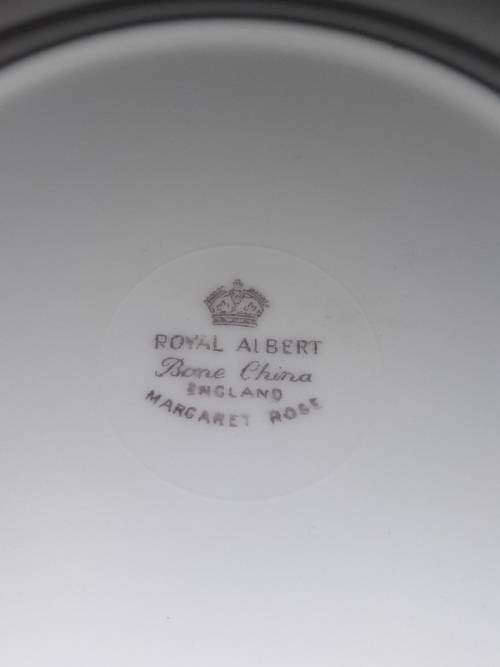 ROYAL ALBERT
Bone China
ENGLAND
MARGARET ROSE